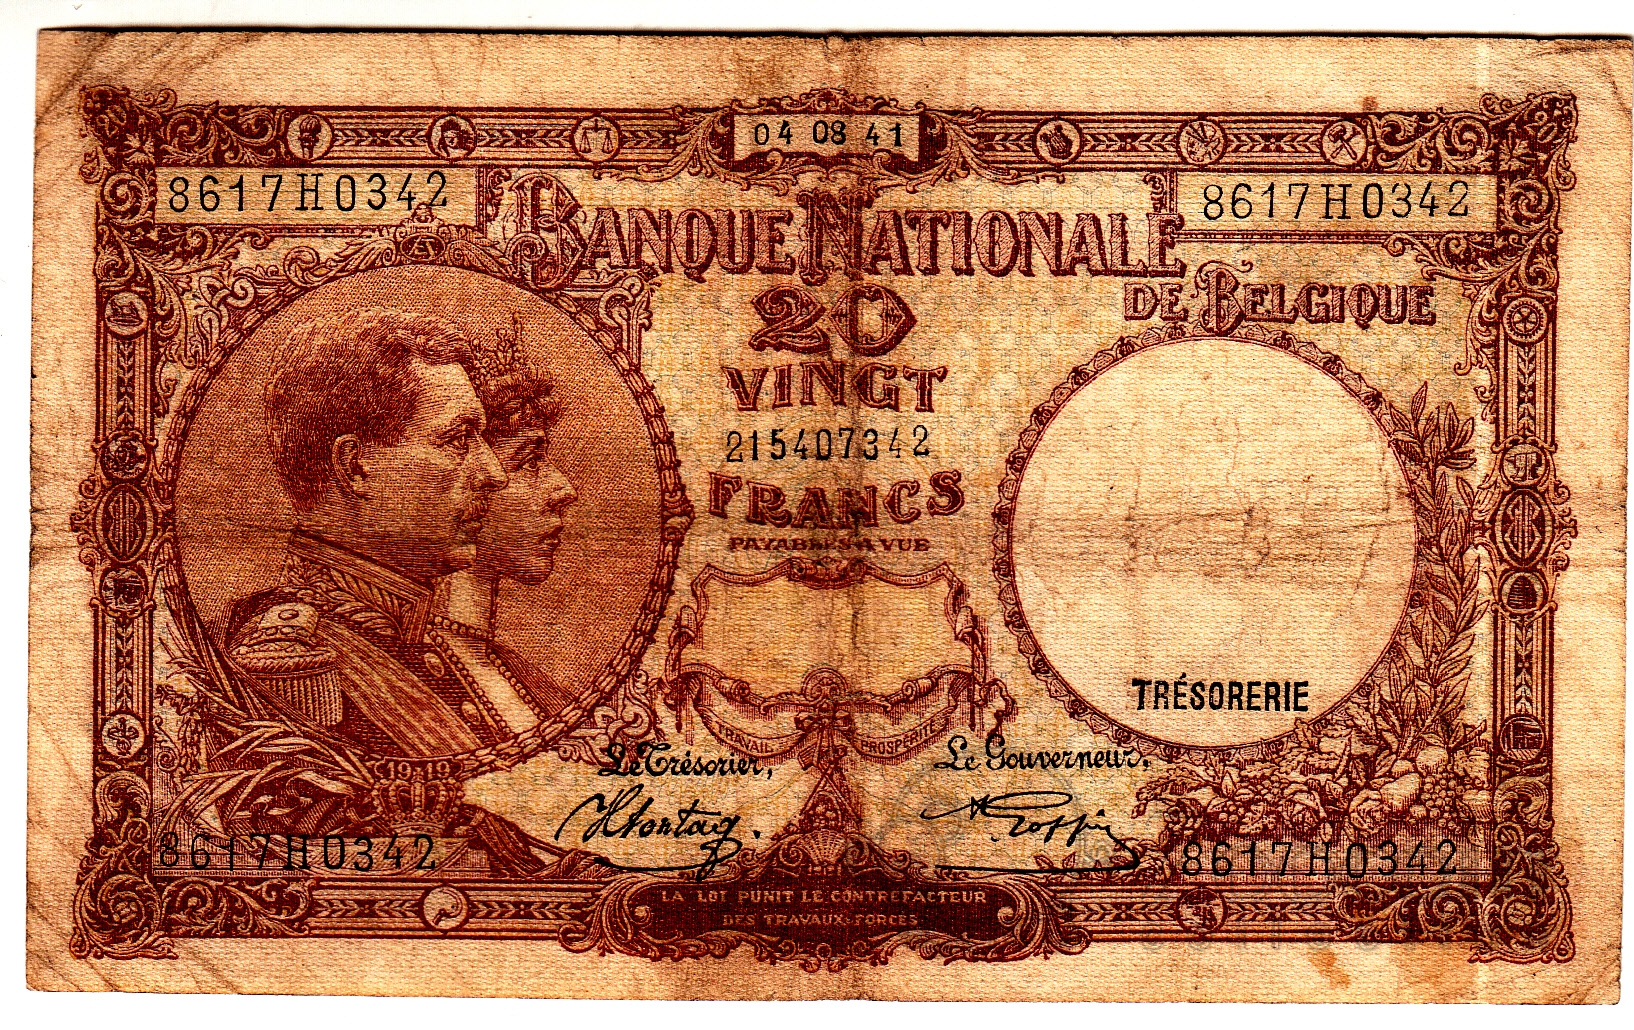 04 08 41
8617H0342
8617H0342
BANQUE NATIONALE
DE BELGIQUE
20
VINGT
215407342
FRANCS
PAYABLES A VUE
TRÉSORERIE
TRAVAIL PROSPÉRITÉ
Le Trésorier,
Le Gouverneur,
1919
8617H0342
8617H0342
LA LOI PUNIT LE CONTREFACTEUR
DES TRAVAUX FORCÉS